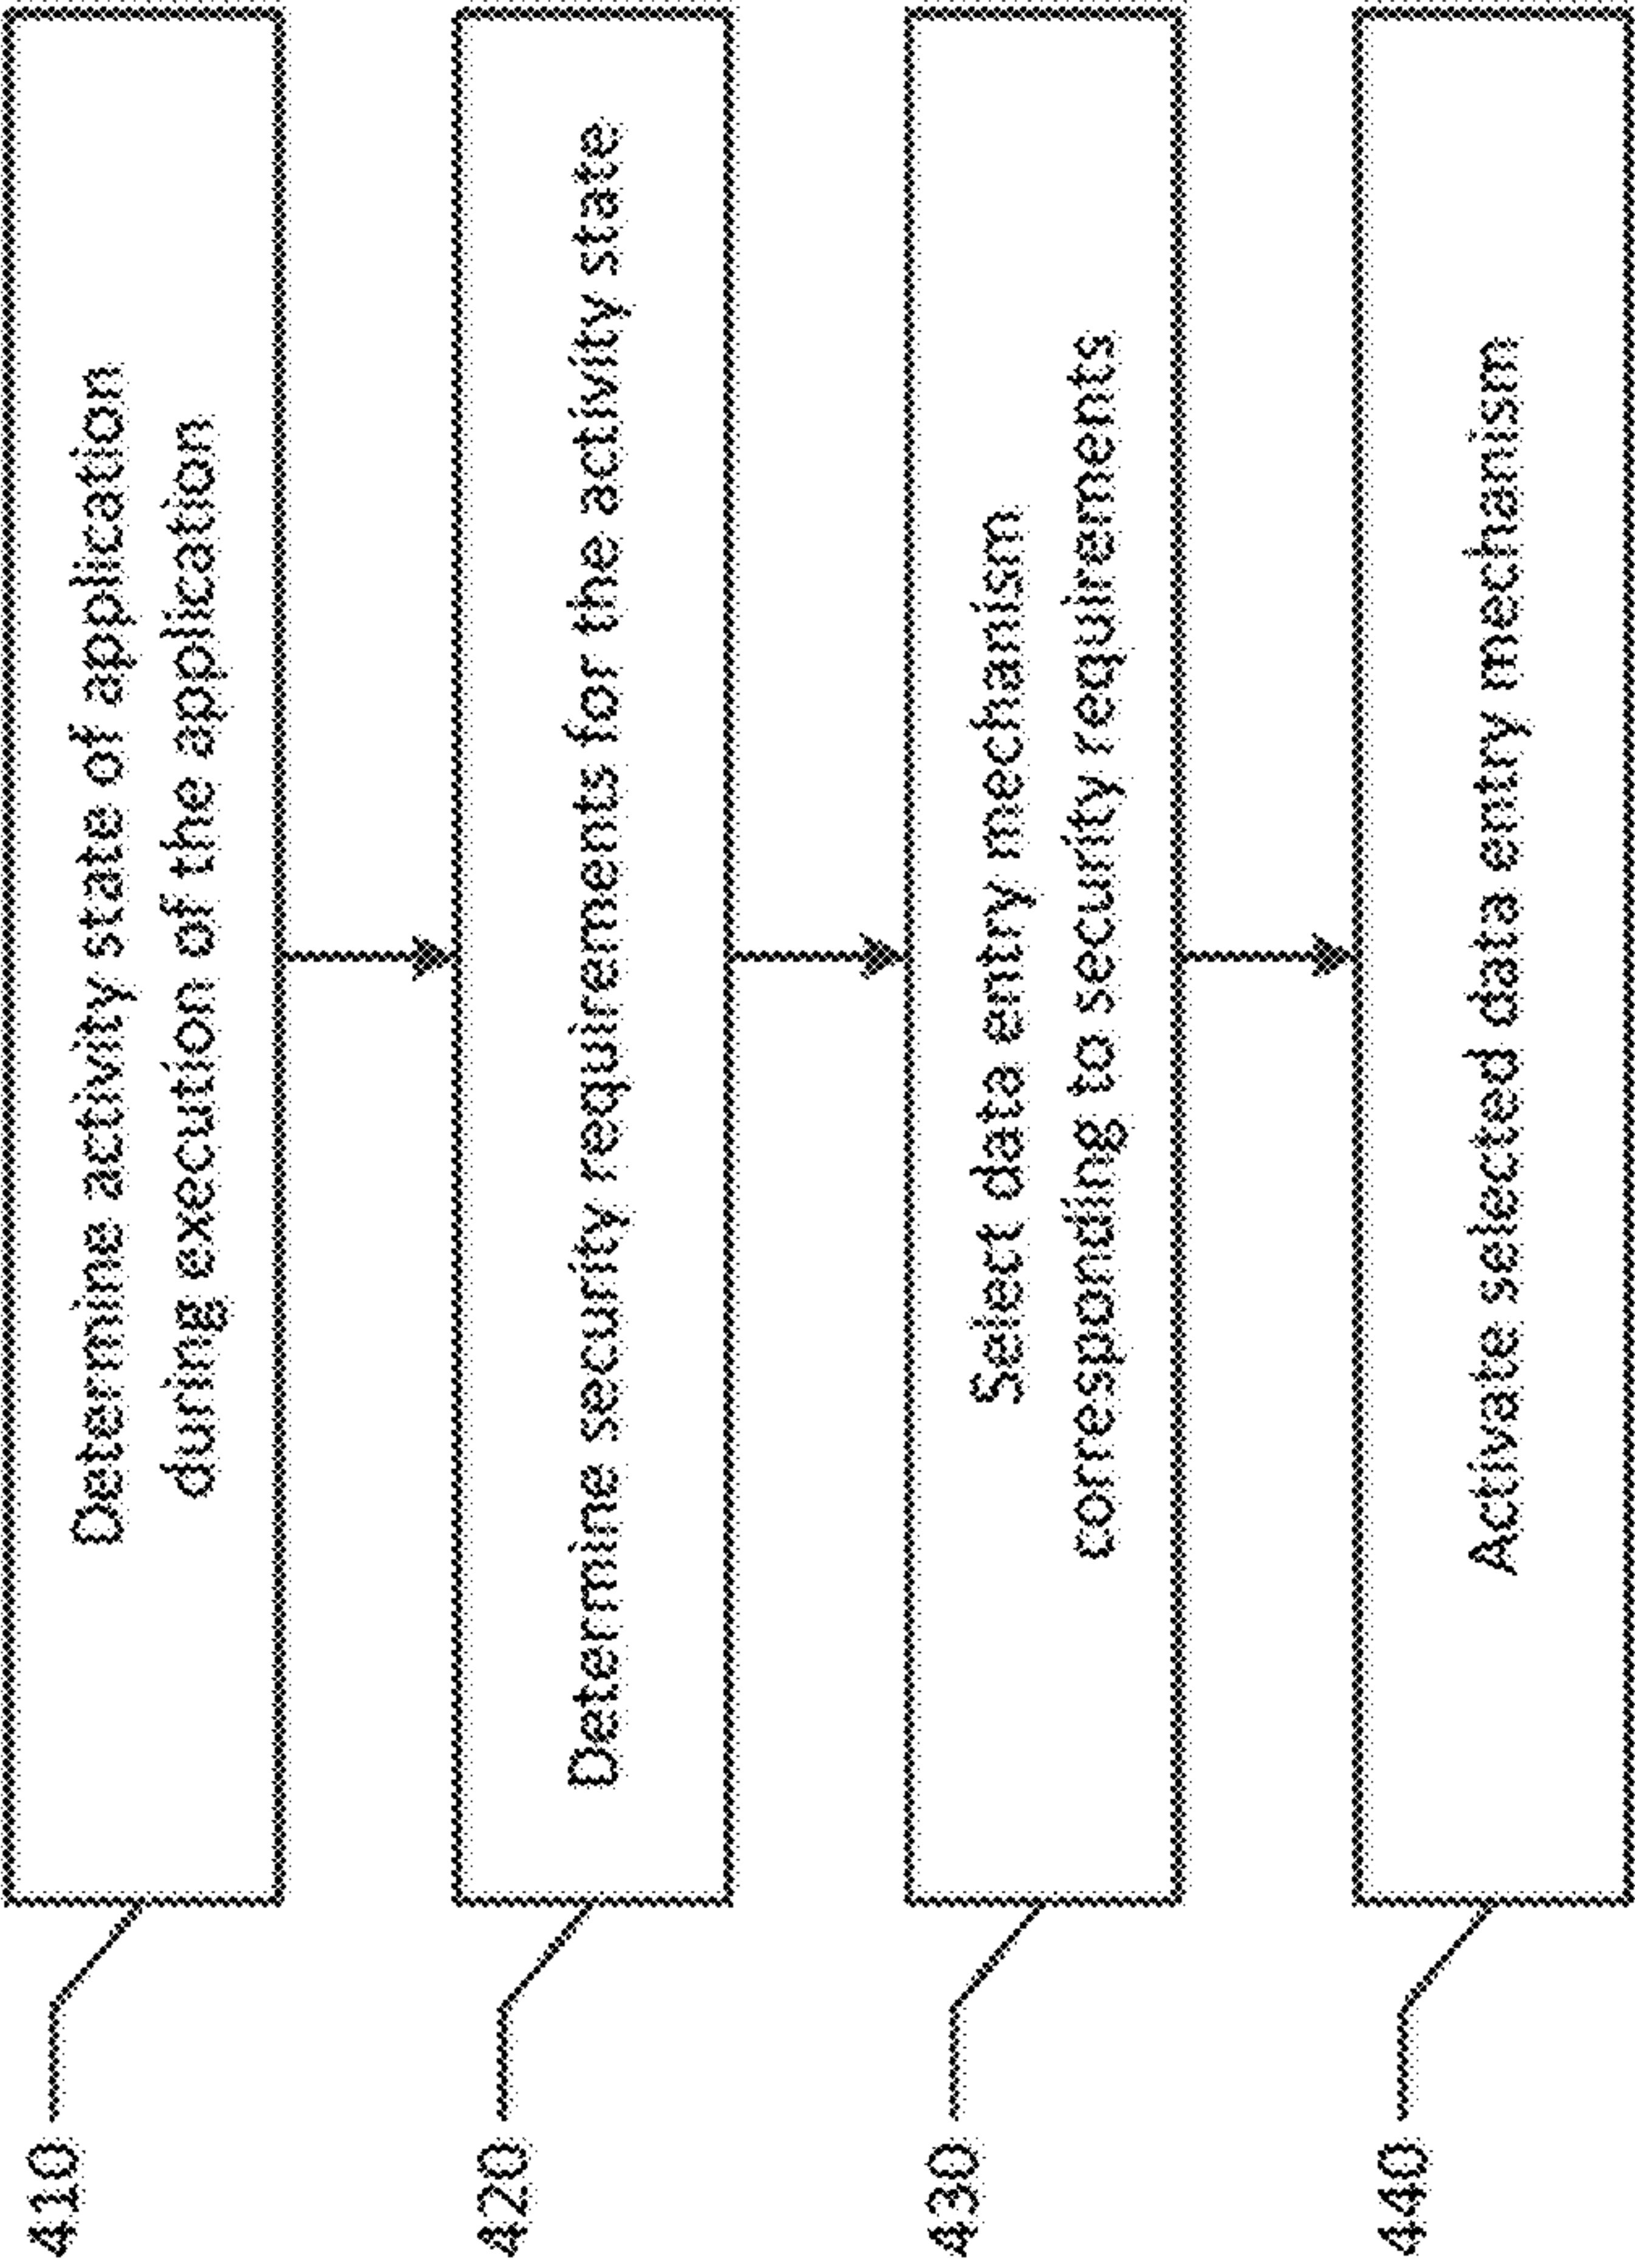 410
Determine activity state of application
during execution of the application
420
Determine security requirements for the activity state
430
Select data entry mechanism
corresponding to security requirements
440
Activate selected data entry mechanism